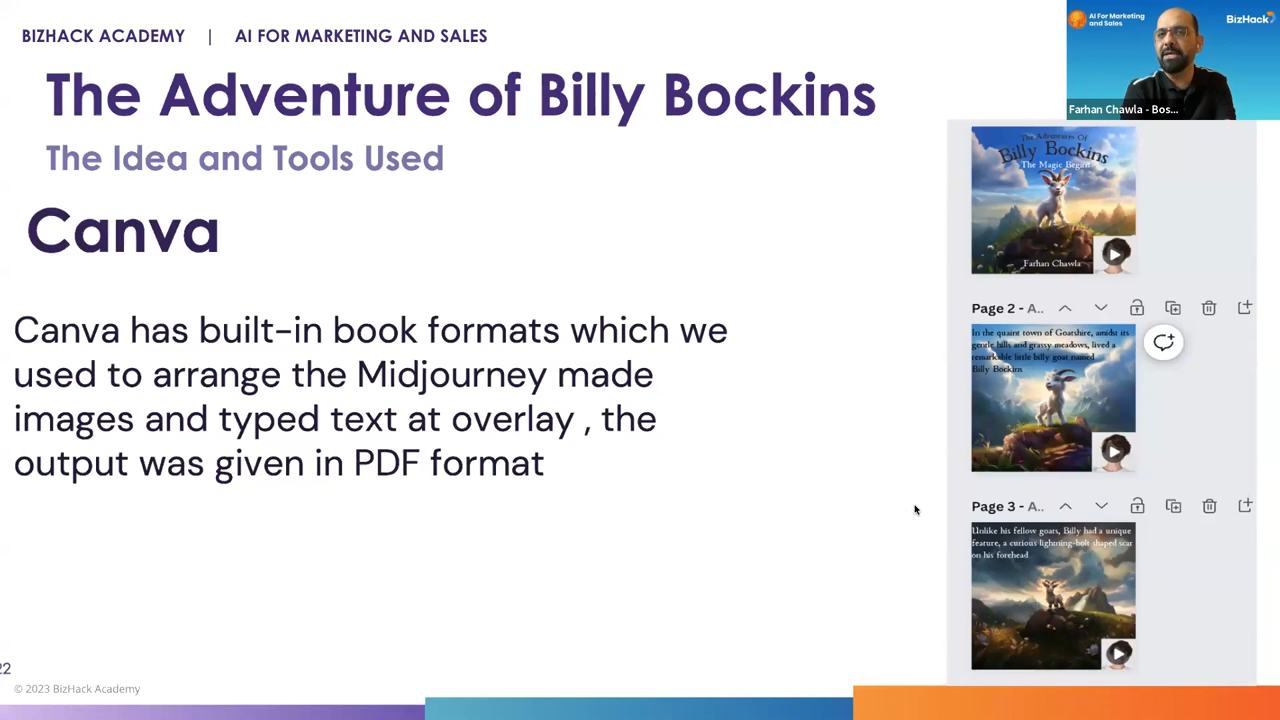 BIZHACK ACADEMY | AI FOR MARKETING AND SALES
The Adventure of Billy Bockins
The Idea and Tools Used
Canva
Canva has built-in book formats which we
used to arrange the Midjourney made
images and typed text at overlay , the
output was given in PDF format
22
© 2023 BizHack Academy
AI For Marketing
and Sales
BizHack
Farhan Chawla - Bos...
The Adventures Of
Billy Bockins
The Magic Begins
Farhan Chawla
Page 2 - A..
In the quaint town of Goatshire, amidst its
gentle hills and grassy meadows, lived a
remarkable little billy goat named
Billy Bockins
Page 3 - A..
Unlike his fellow goats, Billy had a unique
feature, a curious lightning-bolt shaped scar
on his forehead